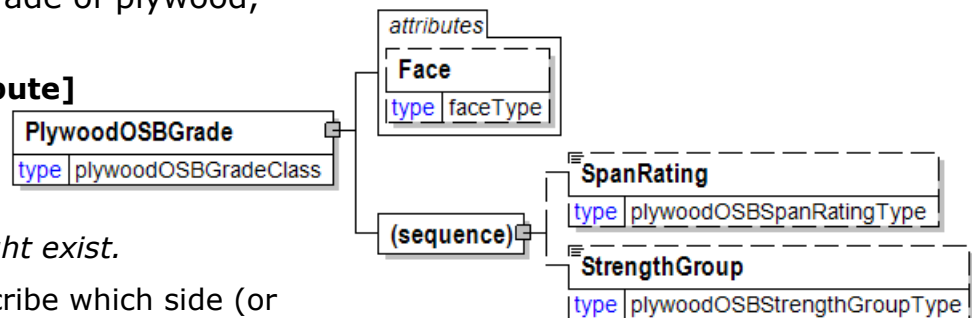 ade of plywood,
attributes
Face
type faceType
bute]
PlywoodOSBGrade
type plywoodOSBGradeClass
SpanRating
type plywoodOSBSpanRatingType
(sequence)
ght exist.
StrengthGroup
cribe which side (or
type plywoodOSBStrengthGroupType